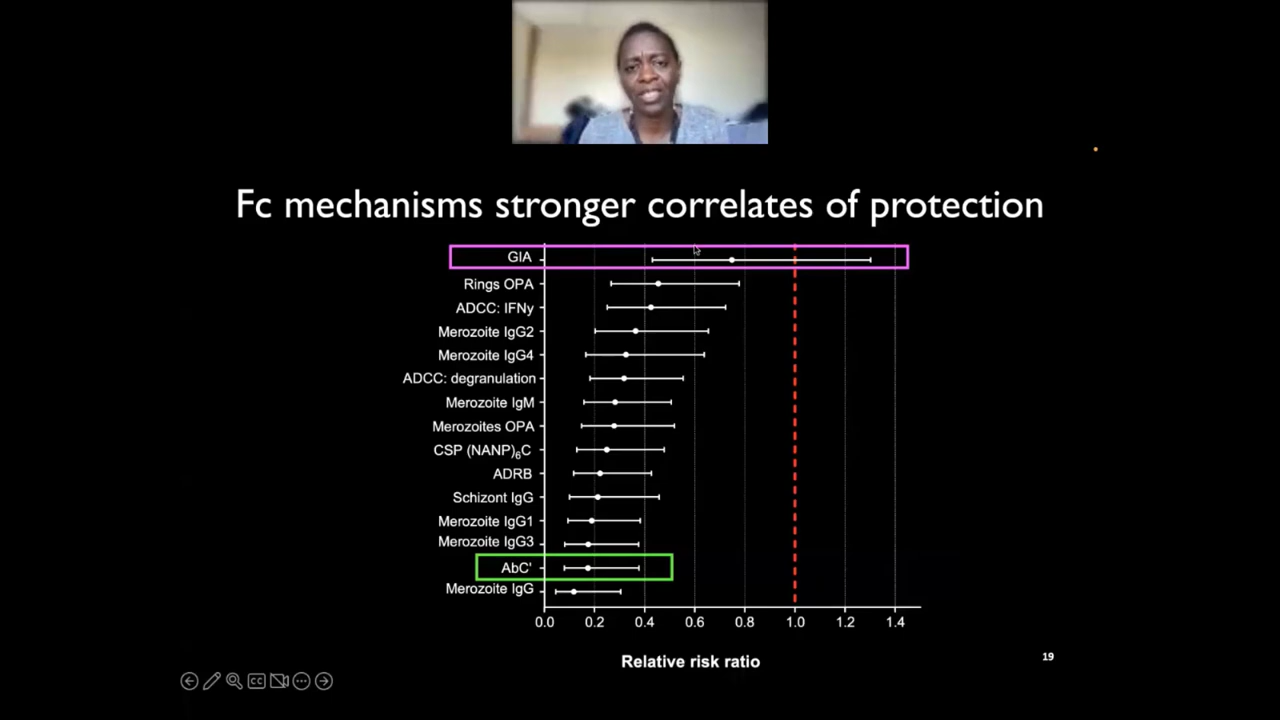 Fc mechanisms stronger correlates of protection
GIA
Rings OPA
ADCC: IFNy
Merozoite IgG2
Merozoite IgG4
ADCC: degranulation
Merozoite IgM
Merozoites OPA
CSP (NANP)₆C
ADRB
Schizont IgG
Merozoite IgG1
Merozoite IgG3
AbC'
Merozoite IgG
0.0 0.2 0.4 0.6 0.8 1.0 1.2 1.4
Relative risk ratio
19
CC